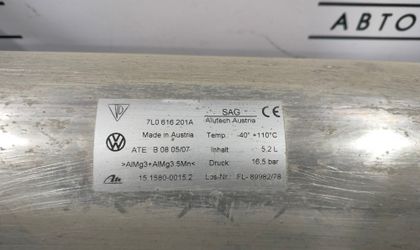 АВТО
7L0 616 201A
Made in Austria
ATE B 08 05/07
>AlMg3+AlMg3.5Mn<
15.1580-0015.2
SAG CE
Alutech Austria
Temp.: -40° +110°C
Inhalt : 5,2 L
Druck : 16,5 bar
Los-Nr.: FL-89982/78